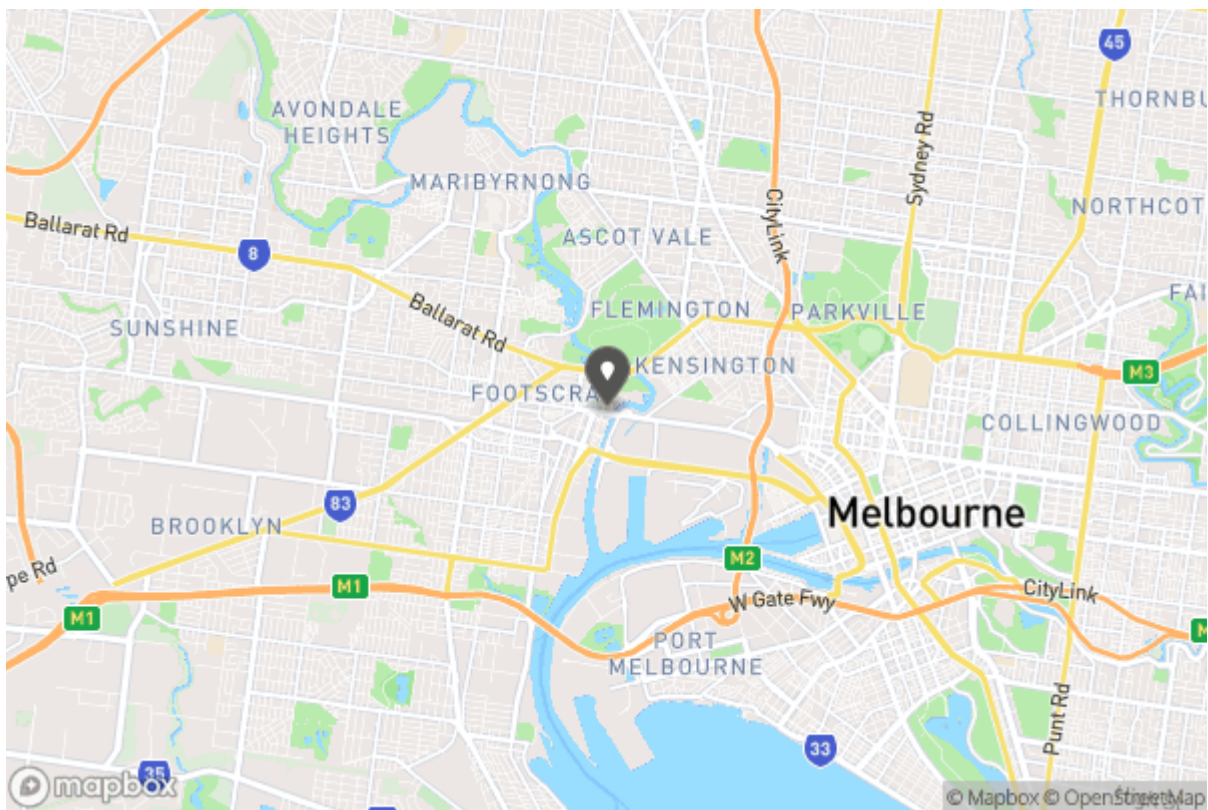 45
THORNBU
AVONDALE
HEIGHTS
Sydney Rd
MARIBYRNONG
CityLink
NORTHCOT
Ballarat Rd
8
ASCOT VALE
FAI
SUNSHINE
Ballarat Rd
FLEMINGTON
PARKVILLE
KENSINGTON
M3
FOOTSCRA
COLLINGWOOD
83
BROOKLYN
Melbourne
M2
pe Rd
M1
M1
W Gate Fwy
CityLink
M
PORT
MELBOURNE
Punt Rd
33
35
mapbox
© Mapbox © OpenStreetMap